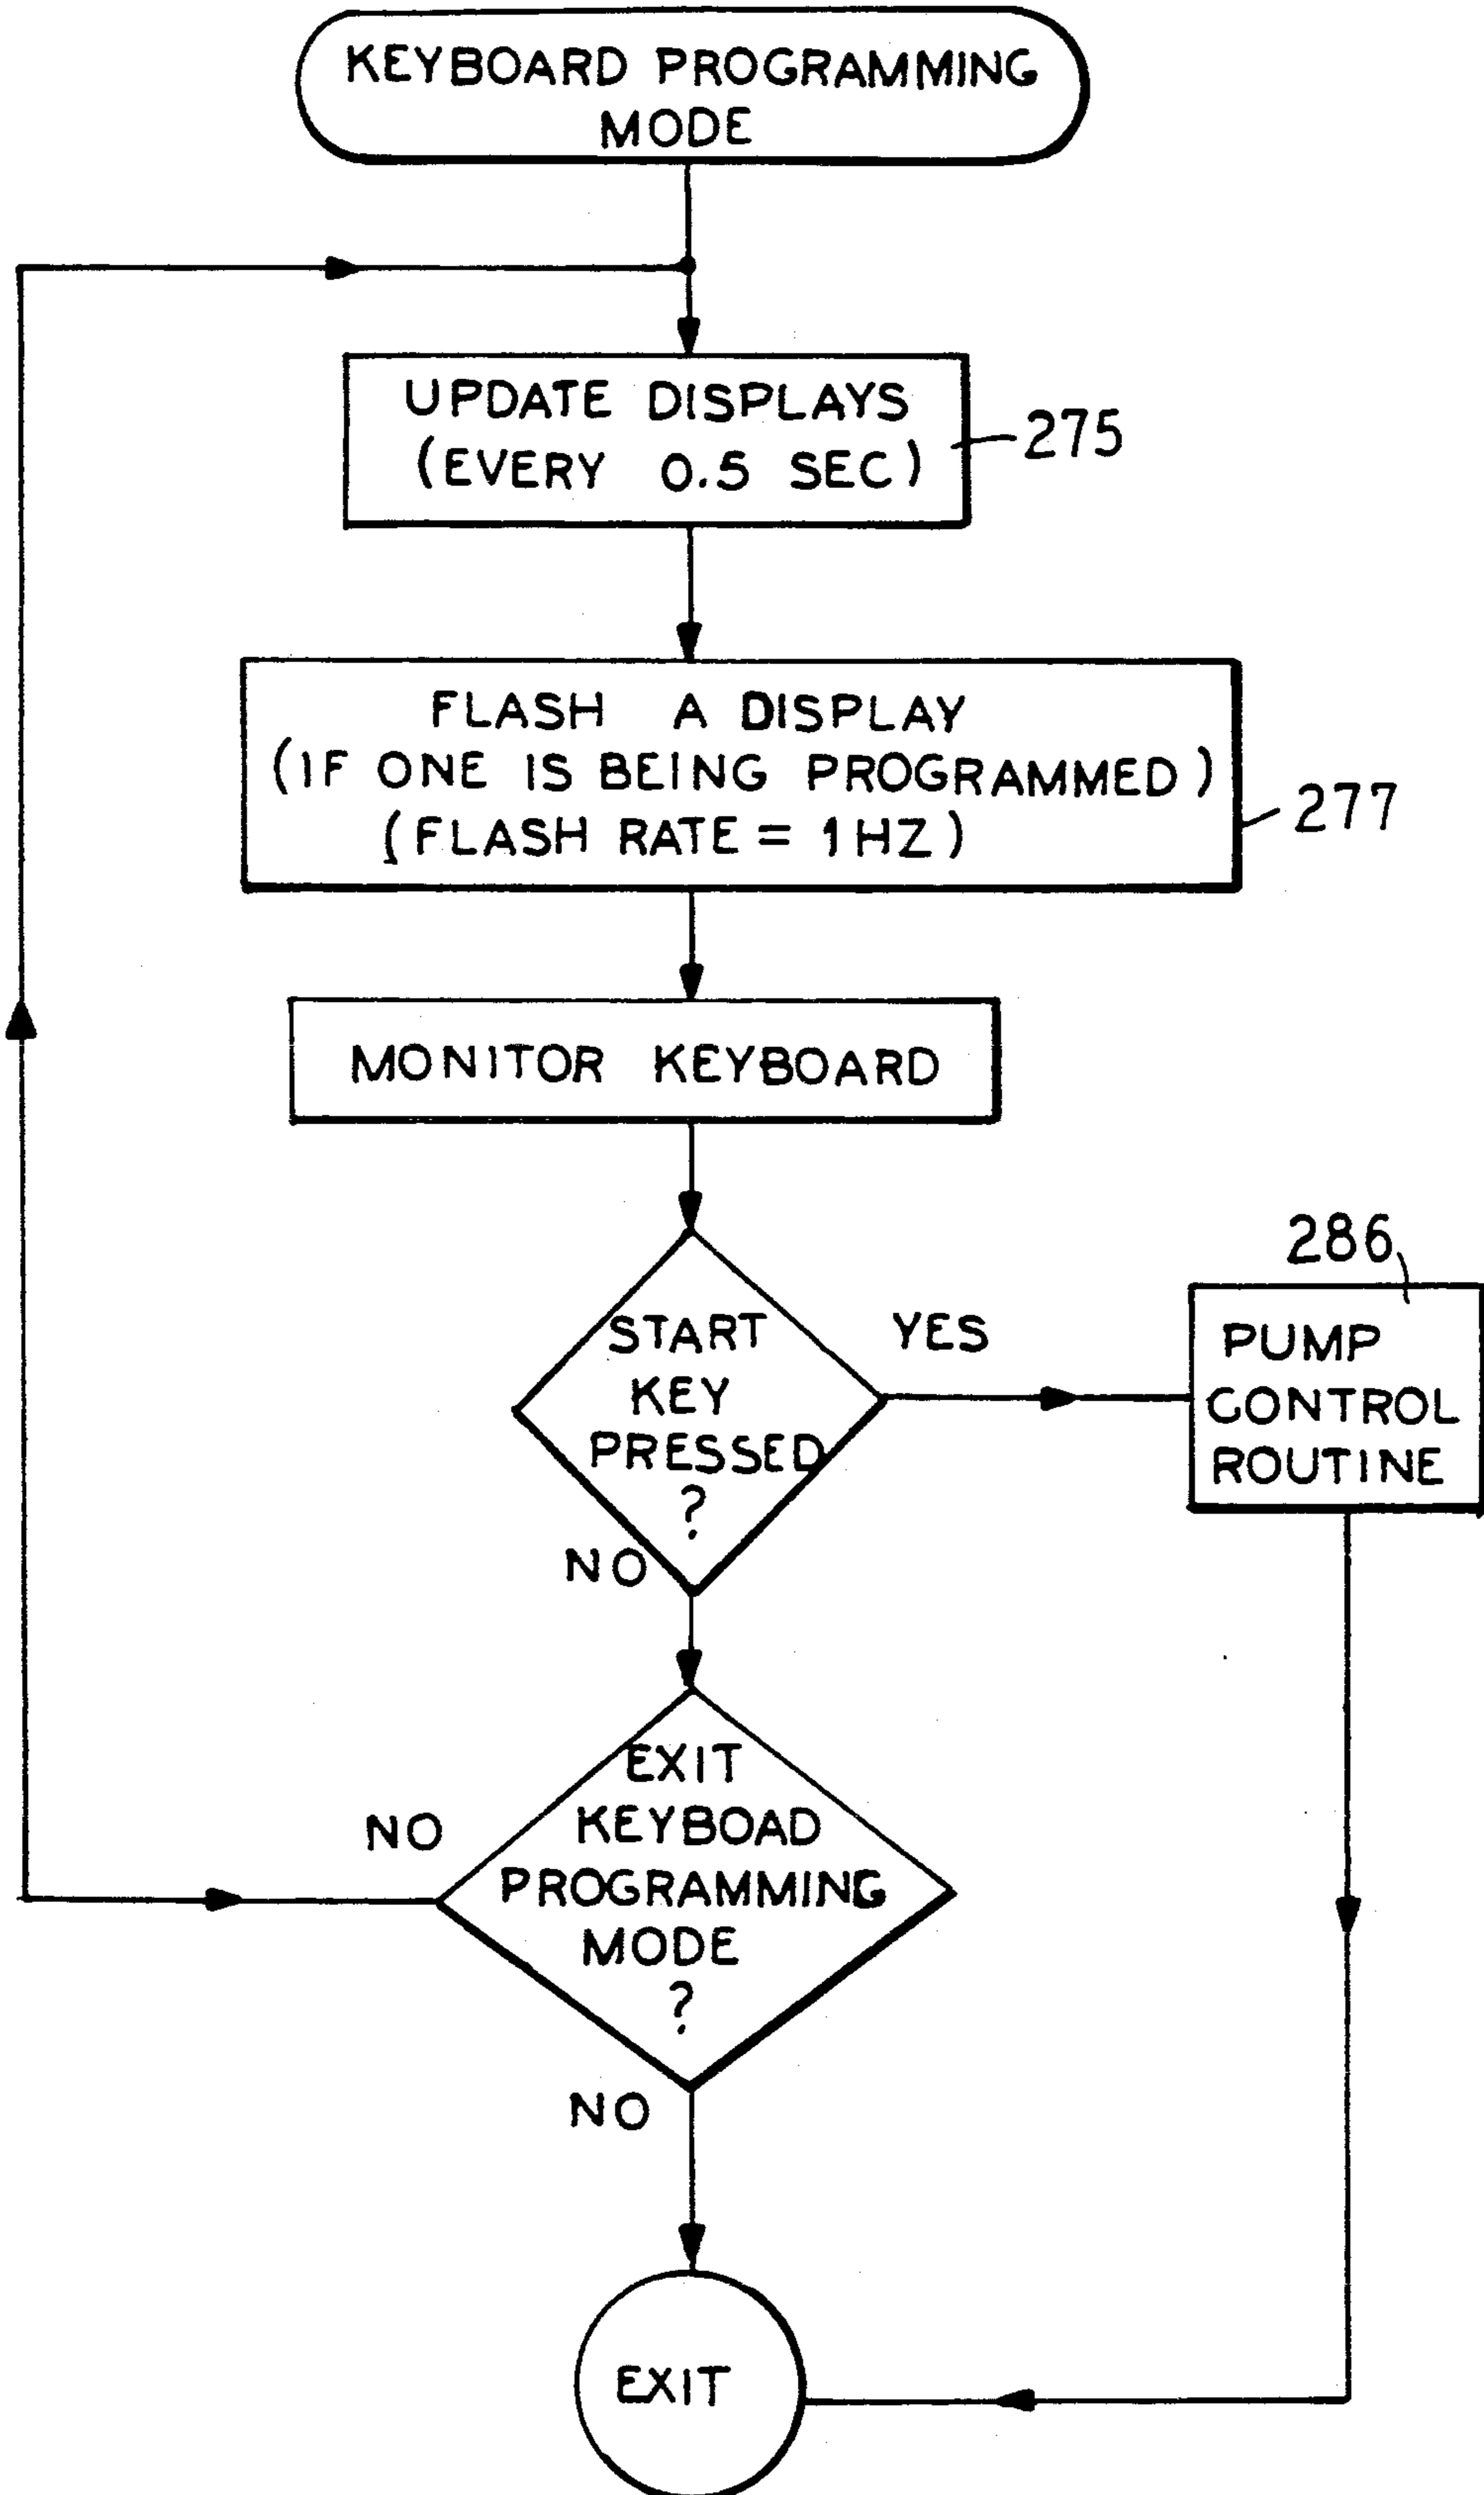 KEYBOARD PROGRAMMING
MODE
UPDATE DISPLAYS
(EVERY 0.5 SEC)
275
FLASH A DISPLAY
(IF ONE IS BEING PROGRAMMED)
(FLASH RATE = 1HZ)
277
MONITOR KEYBOARD
START
KEY
PRESSED
?
YES
NO
286
PUMP
CONTROL
ROUTINE
EXIT
KEYBOAD
PROGRAMMING
MODE
?
NO
NO
EXIT